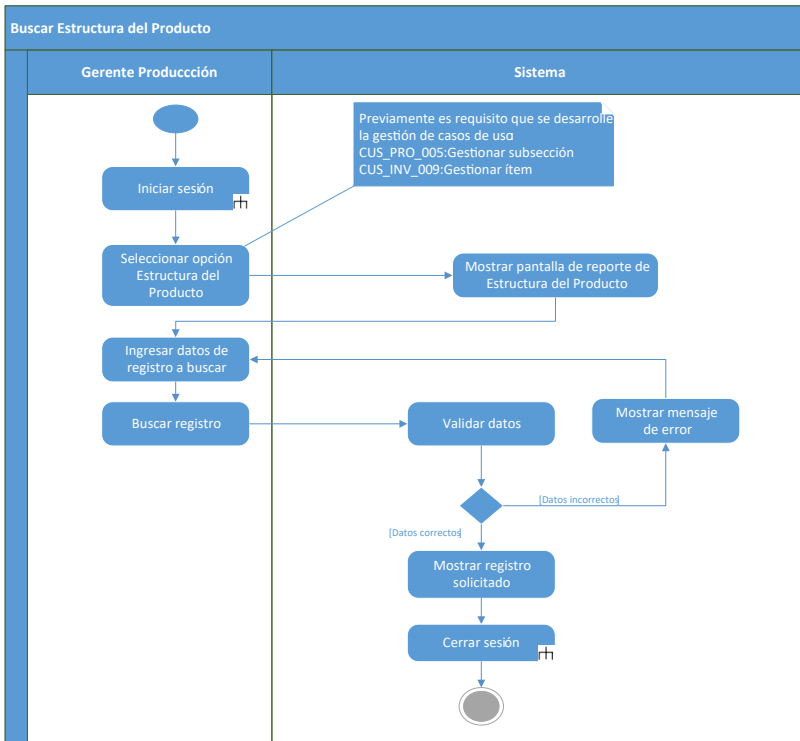 Buscar Estructura del Producto
Gerente Produccción
Sistema
Previamente es requisito que se desarrolle
la gestión de casos de uso
CUS_PRO_005:Gestionar subsección
CUS_INV_009:Gestionar ítem
Iniciar sesión
Seleccionar opción
Estructura del
Producto
Mostrar pantalla de reporte de
Estructura del Producto
Ingresar datos de
registro a buscar
Buscar registro
Validar datos
Mostrar mensaje
de error
[Datos incorrectos]
[Datos correctos]
Mostrar registro
solicitado
Cerrar sesión